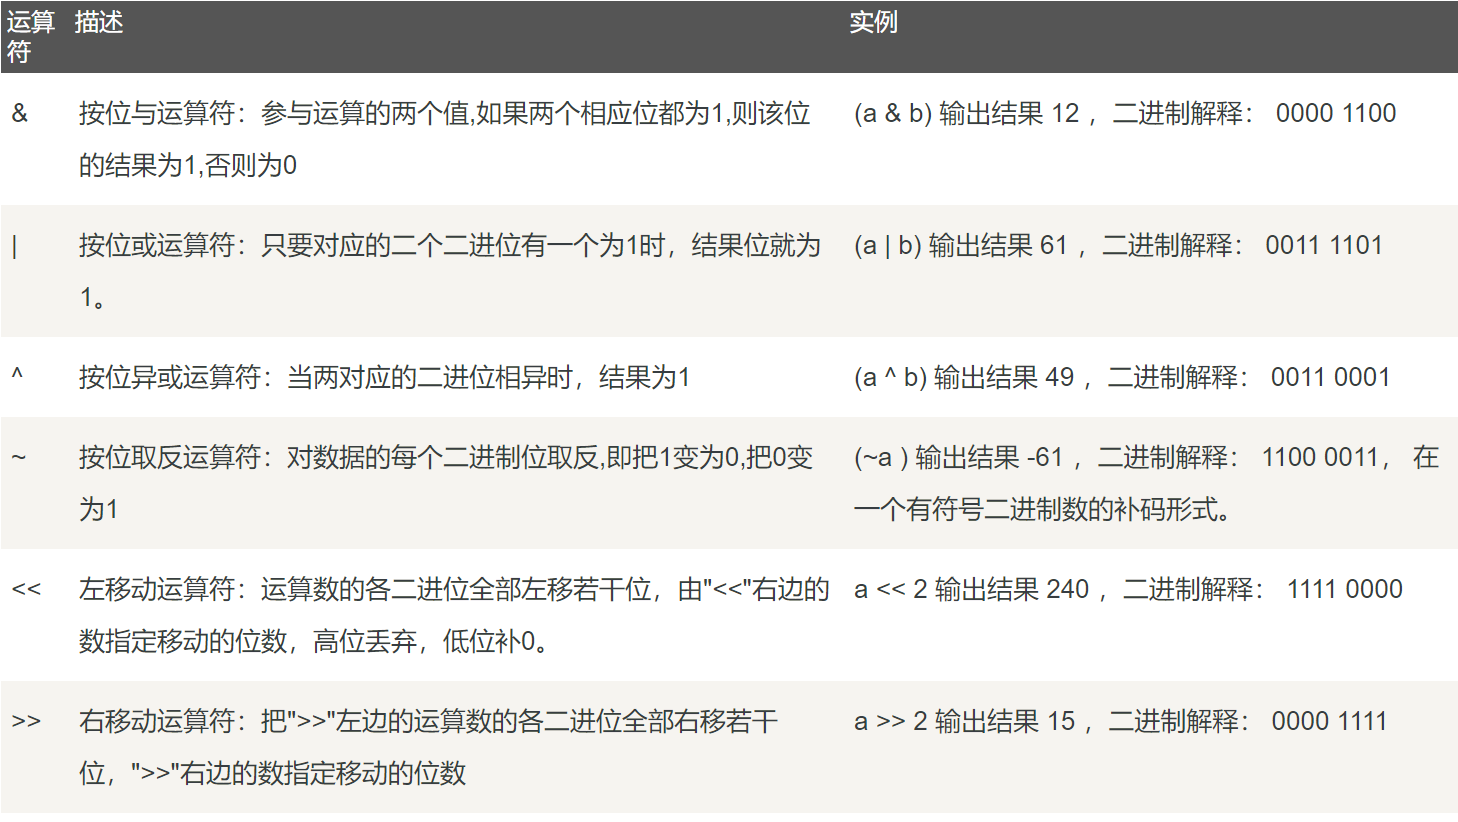 运算符 描述 实例
& 按位与运算符：参与运算的两个值,如果两个相应位都为1,则该位 (a & b) 输出结果 12 ，二进制解释： 0000 1100
的结果为1,否则为0
| 按位或运算符：只要对应的二个二进位有一个为1时，结果位就为 (a | b) 输出结果 61 ，二进制解释： 0011 1101
1。
^ 按位异或运算符：当两对应的二进位相异时，结果为1 (a ^ b) 输出结果 49 ，二进制解释： 0011 0001
~ 按位取反运算符：对数据的每个二进制位取反,即把1变为0,把0变 (~a ) 输出结果 -61 ，二进制解释： 1100 0011， 在
为1 一个有符号二进制数的补码形式。
<< 左移动运算符：运算数的各二进位全部左移若干位，由"<<"右边的 a << 2 输出结果 240 ，二进制解释： 1111 0000
数指定移动的位数，高位丢弃，低位补0。
>> 右移动运算符：把">>"左边的运算数的各二进位全部右移若干 a >> 2 输出结果 15 ，二进制解释： 0000 1111
位，">>"右边的数指定移动的位数